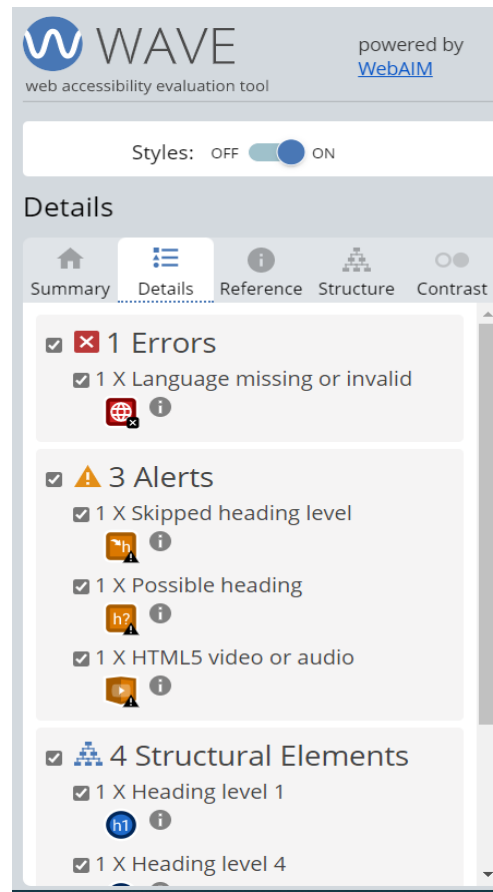 WAVE
powered by
WebAIM
web accessibility evaluation tool
Styles: OFF ON
Details
Summary Details Reference Structure Contrast
1 Errors
1 X Language missing or invalid
3 Alerts
1 X Skipped heading level
h
1 X Possible heading
h?
1 X HTML5 video or audio
4 Structural Elements
1 X Heading level 1
h1
1 X Heading level 4